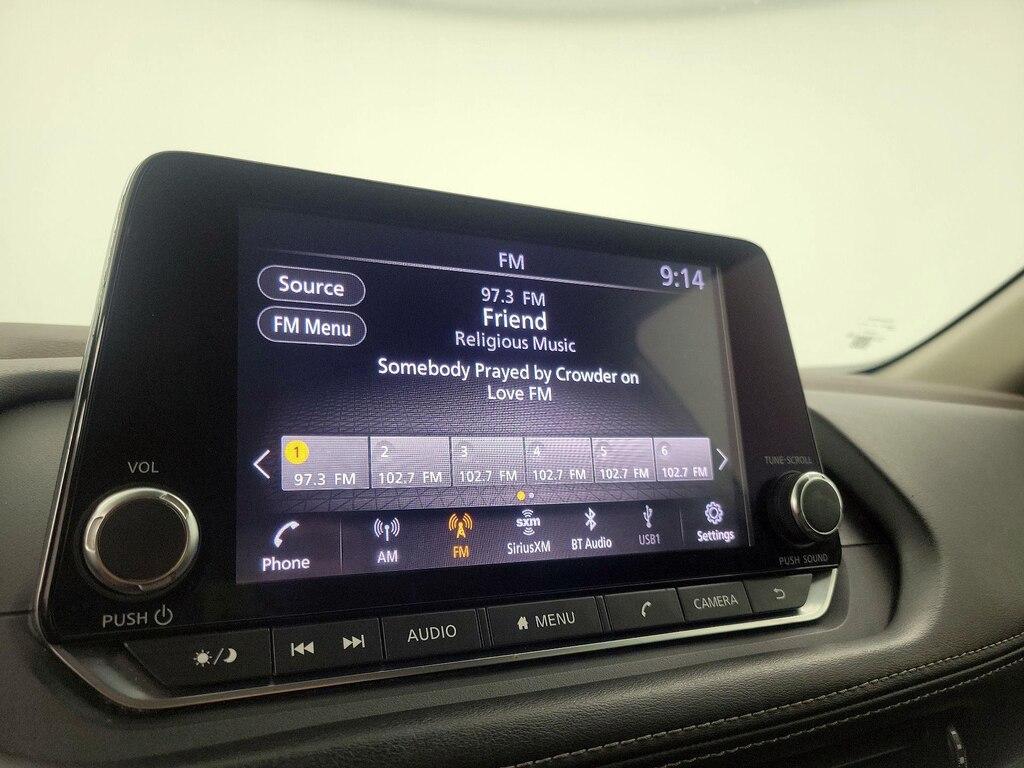 FM
9:14
Source
97.3 FM
Friend
FM Menu
Religious Music
Somebody Prayed by Crowder on
Love FM
1
97.3 FM
2
102.7 FM
3
102.7 FM
4
102.7 FM
5
102.7 FM
6
102.7 FM
Phone
AM
FM
sxm
SiriusXM
BT Audio
USB1
Settings
VOL
PUSH
TUNE·SCROLL
PUSH SOUND
AUDIO
MENU
CAMERA